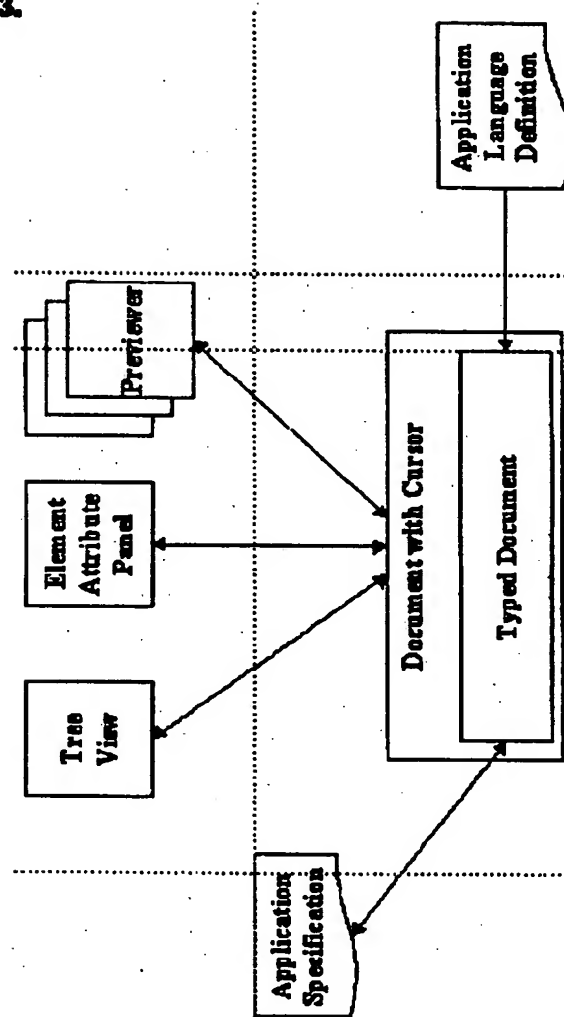 Tree
View
Element
Attribute
Panel
Previewer
Application
Specification
Document with Cursor
Typed Document
Application
Language
Definition